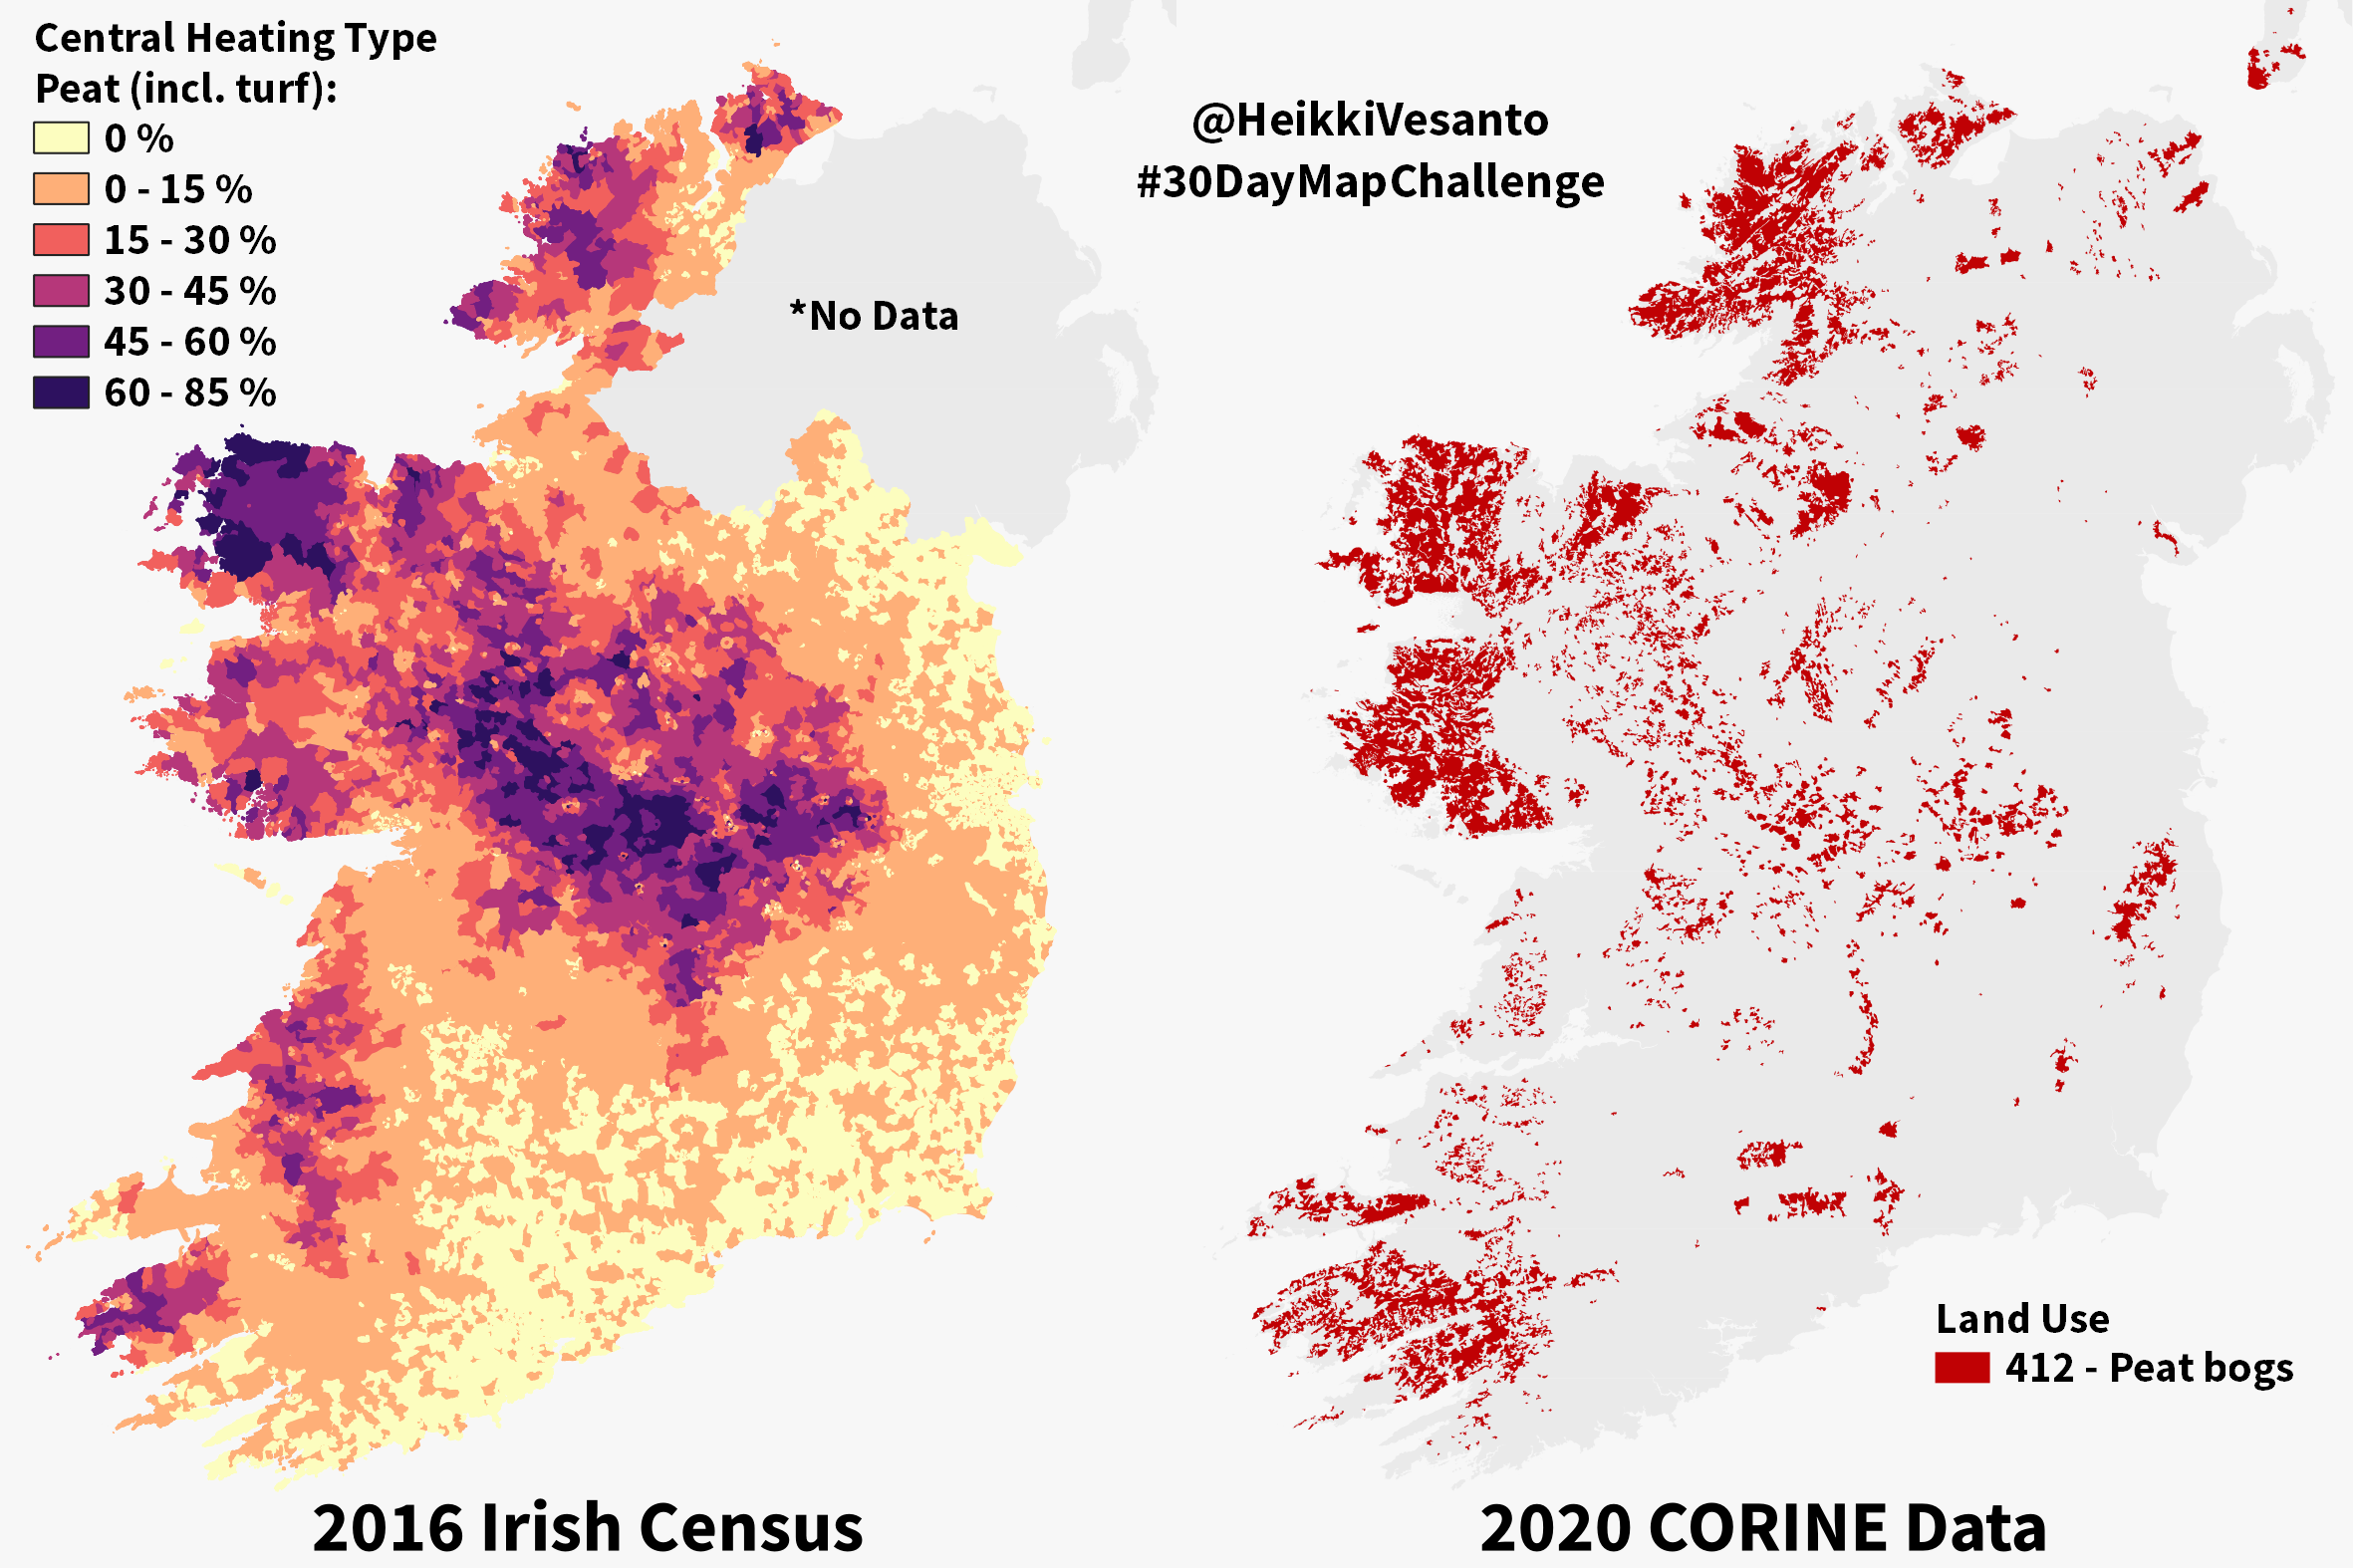 Central Heating Type
Peat (incl. turf):
0 %
0 - 15 %
15 - 30 %
30 - 45 %
45 - 60 %
60 - 85 %
*No Data
2016 Irish Census
@HeikkiVesanto
#30DayMapChallenge
Land Use
412 - Peat bogs
2020 CORINE Data